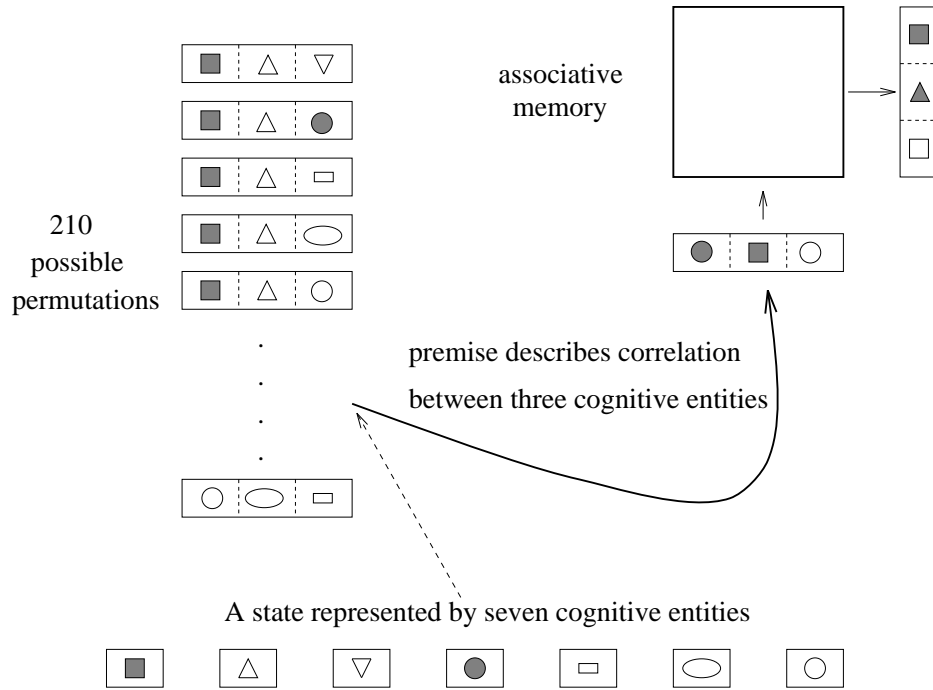 associative
memory
210
possible
permutations
premise describes correlation
between three cognitive entities
A state represented by seven cognitive entities